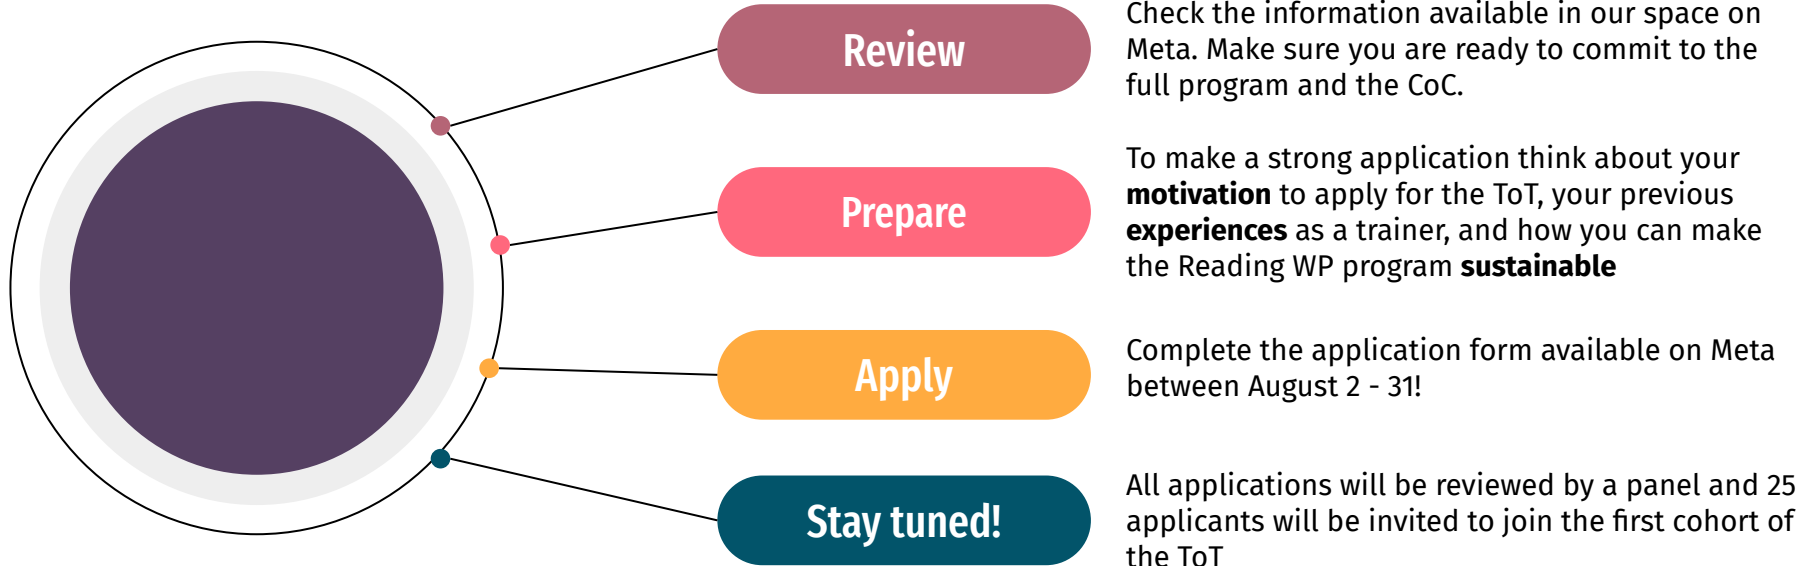 Review
Check the information available in our space on
Meta. Make sure you are ready to commit to the
full program and the CoC.
Prepare
To make a strong application think about your
motivation to apply for the ToT, your previous
experiences as a trainer, and how you can make
the Reading WP program sustainable
Apply
Complete the application form available on Meta
between August 2 - 31!
Stay tuned!
All applications will be reviewed by a panel and 25
applicants will be invited to join the first cohort of
the ToT